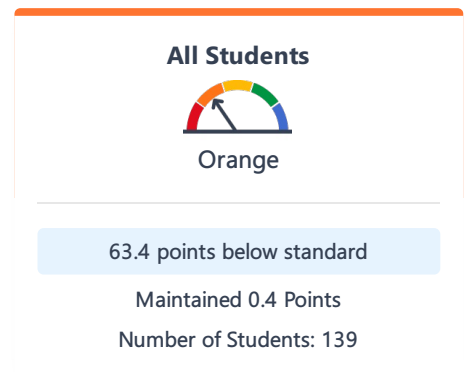 All Students
Orange
63.4 points below standard
Maintained 0.4 Points
Number of Students: 139